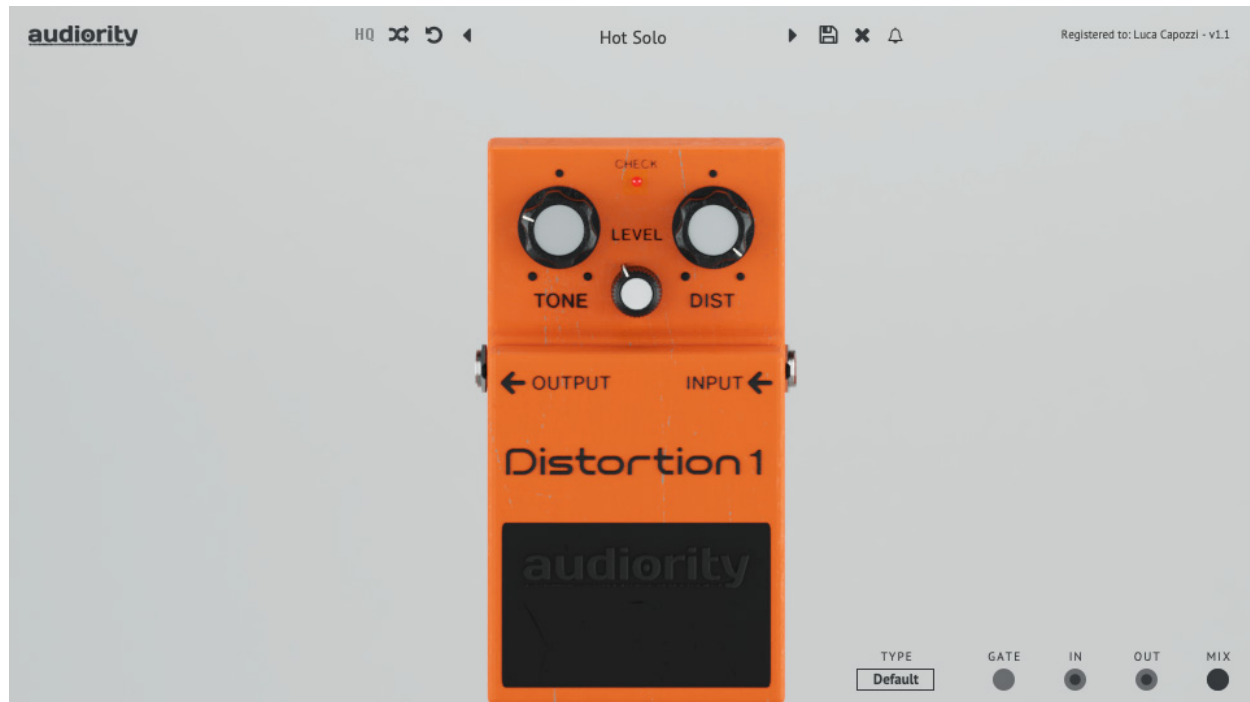 audiority
HQ
Hot Solo
Registered to: Luca Capozzi - v1.1
CHECK
LEVEL
TONE
DIST
OUTPUT
INPUT
Distortion 1
audiority
TYPE
GATE
IN
OUT
MIX
Default